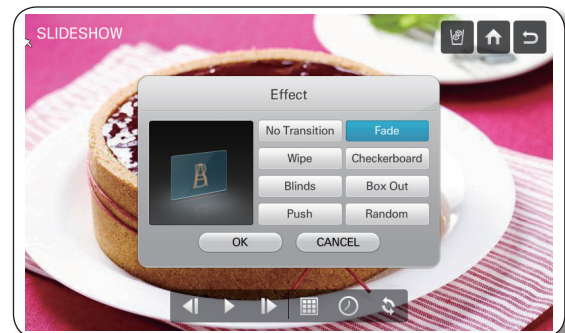 SLIDESHOW
Effect
No Transition Fade
Wipe Checkerboard
Blinds Box Out
Push Random
OK CANCEL